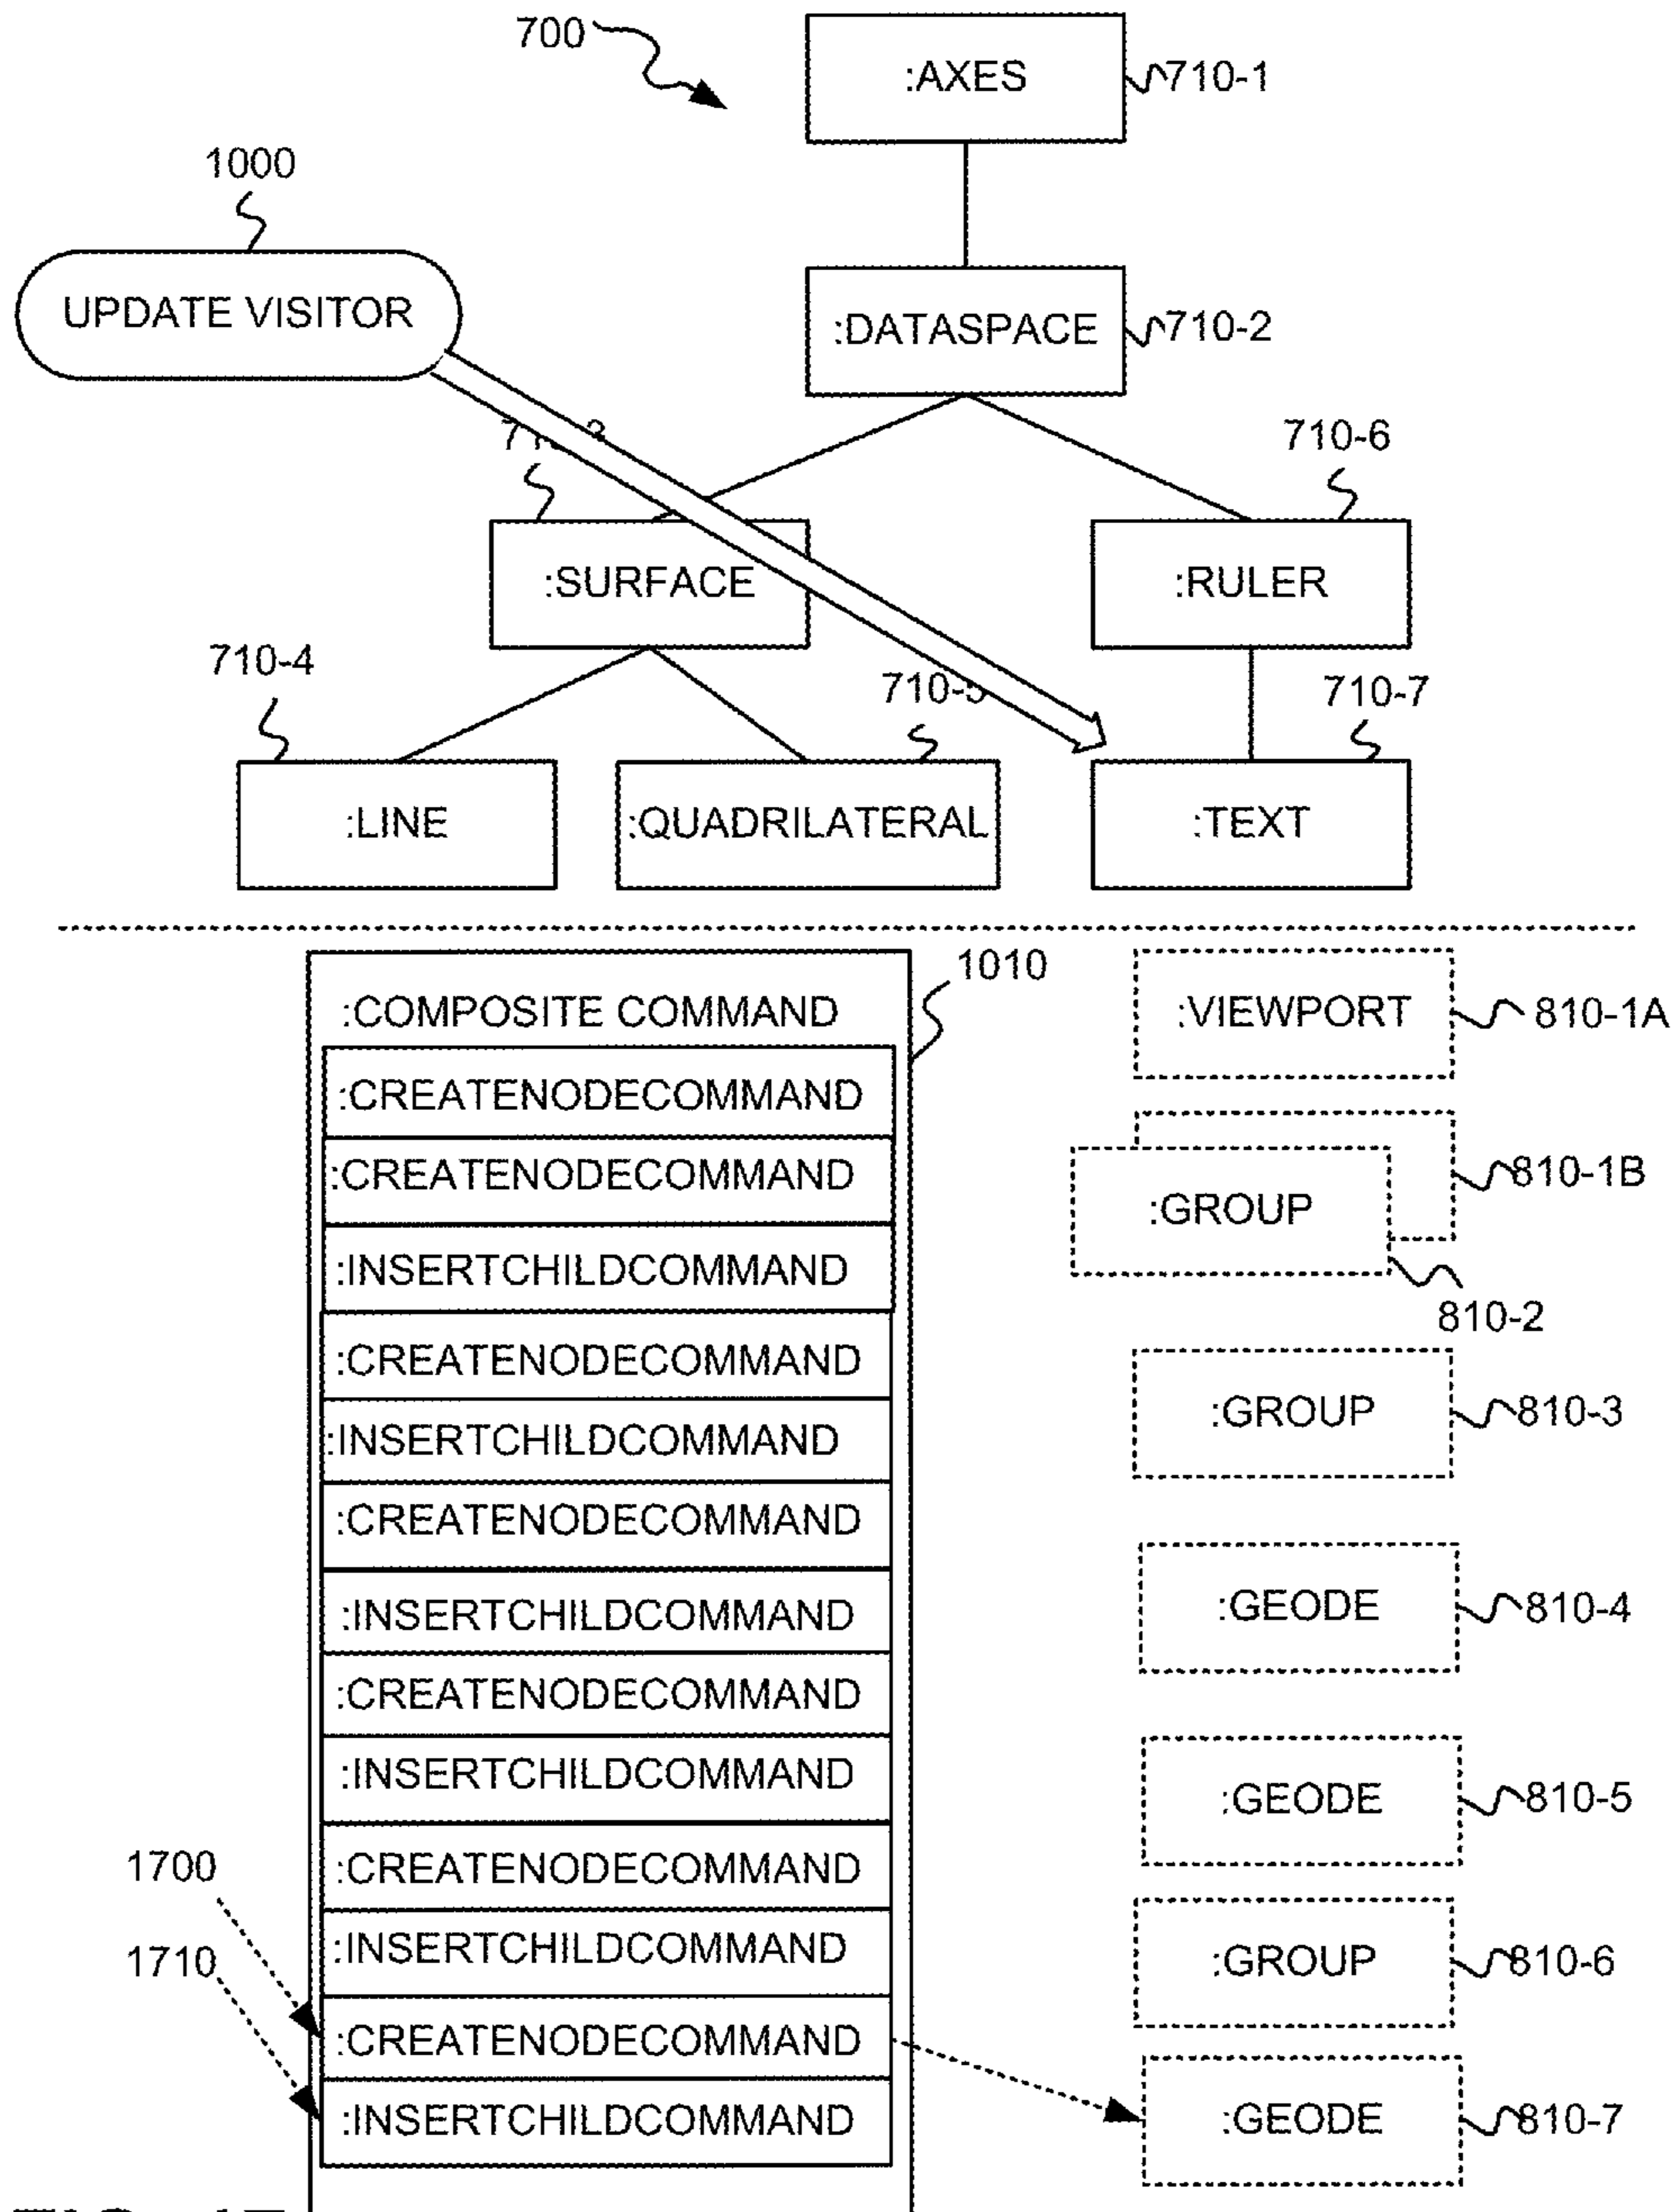 700
:AXES
710-1
1000
UPDATE VISITOR
:DATASPACE
710-2
710-6
:SURFACE
:RULER
710-4
710-5
710-7
:LINE
:QUADRILATERAL
:TEXT
:COMPOSITE COMMAND
1010
:VIEWPORT
810-1A
:CREATENODECOMMAND
:CREATENODECOMMAND
810-1B
:GROUP
:INSERTCHILDCOMMAND
810-2
:CREATENODECOMMAND
:GROUP
810-3
:INSERTCHILDCOMMAND
:CREATENODECOMMAND
:INSERTCHILDCOMMAND
:GEODE
810-4
:CREATENODECOMMAND
:INSERTCHILDCOMMAND
:GEODE
810-5
1700
:CREATENODECOMMAND
:INSERTCHILDCOMMAND
1710
:GROUP
810-6
:CREATENODECOMMAND
:INSERTCHILDCOMMAND
:GEODE
810-7